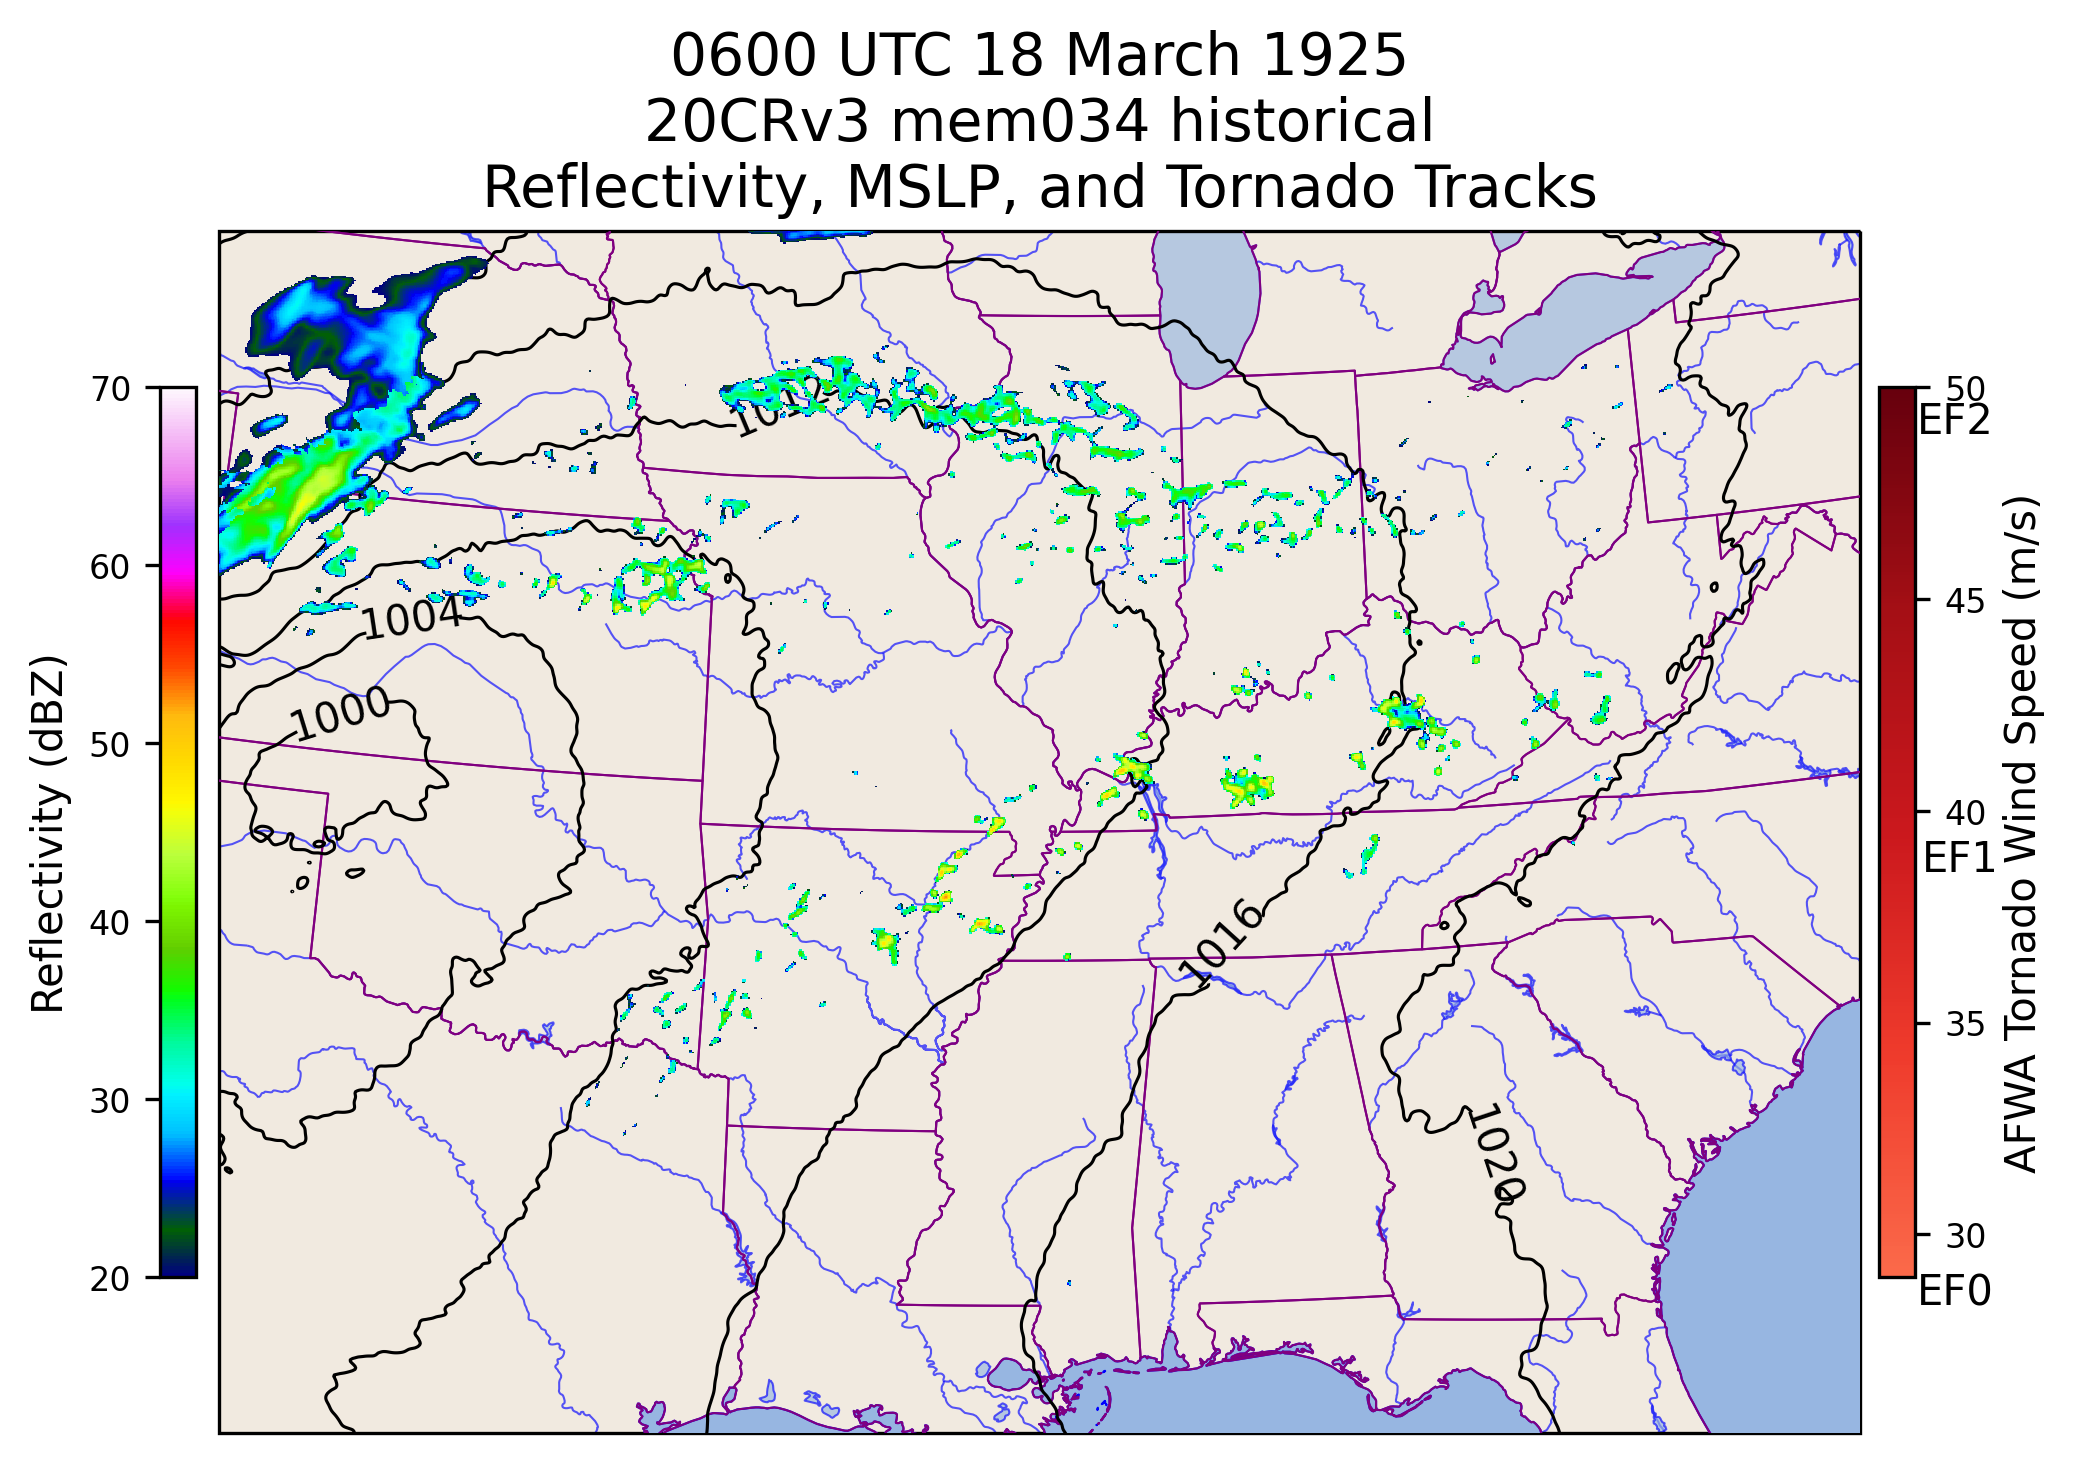 0600 UTC 18 March 1925
20CRv3 mem034 historical
Reflectivity, MSLP, and Tornado Tracks
70
60
50
40
30
20
Reflectivity (dBZ)
1012
1004
1000
1016
1020
50
EF2
45
40
EF1
35
30
EF0
AFWA Tornado Wind Speed (m/s)